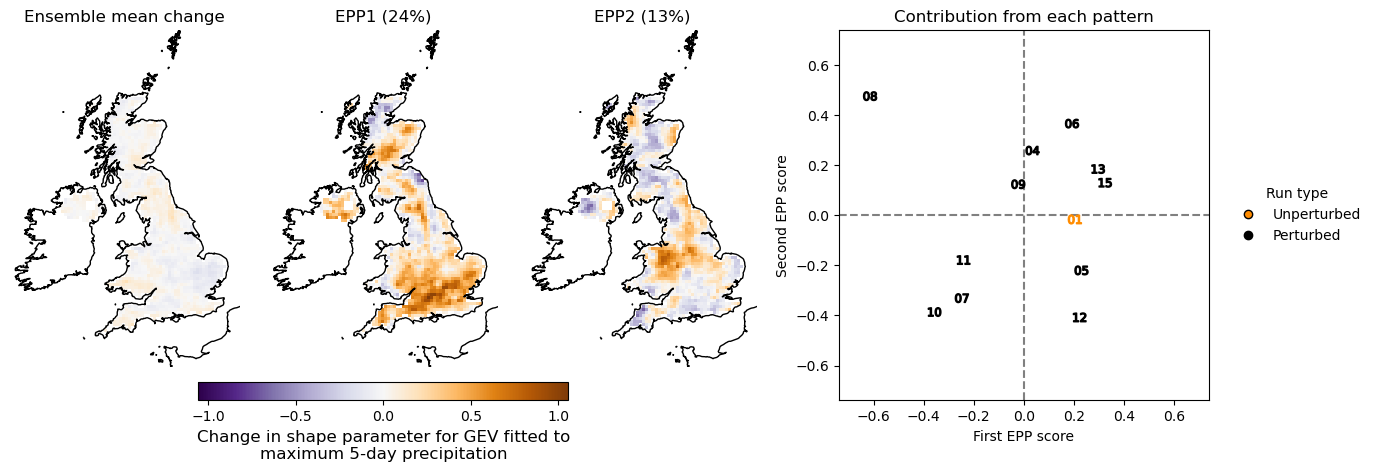 Ensemble mean change
EPP1 (24%)
EPP2 (13%)
−1.0 −0.5 0.0 0.5 1.0
Change in shape parameter for GEV fitted to
maximum 5-day precipitation
Contribution from each pattern
Second EPP score
0.6
0.4
0.2
0.0
−0.2
−0.4
−0.6
08
06
04
13
09
15
01
11
05
07
10
12
−0.6 −0.4 −0.2 0.0 0.2 0.4 0.6
First EPP score
Run type
Unperturbed
Perturbed